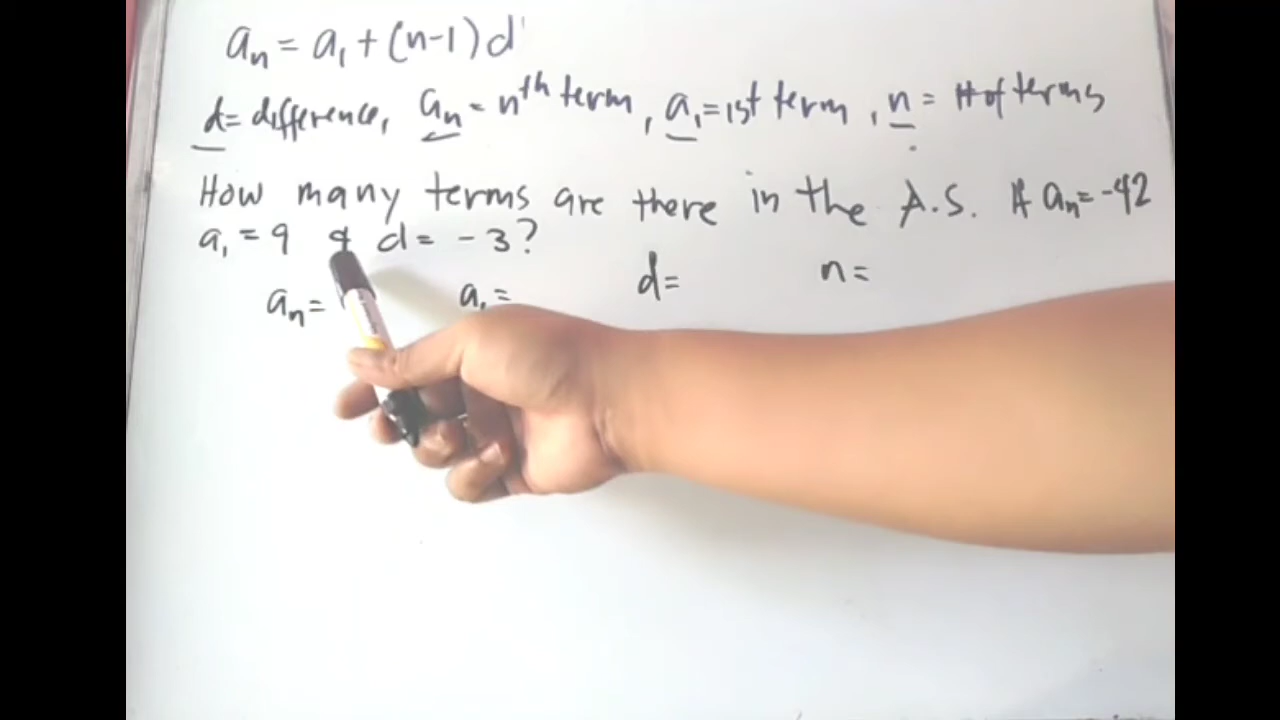 an = a1 + (n-1) d
d = difference, an = nth term, a1 = 1st term, n = # of terms
How many terms are there in the A.S. If an = -42
a1 = 9 & d = -3?
an = a1 = d = n =